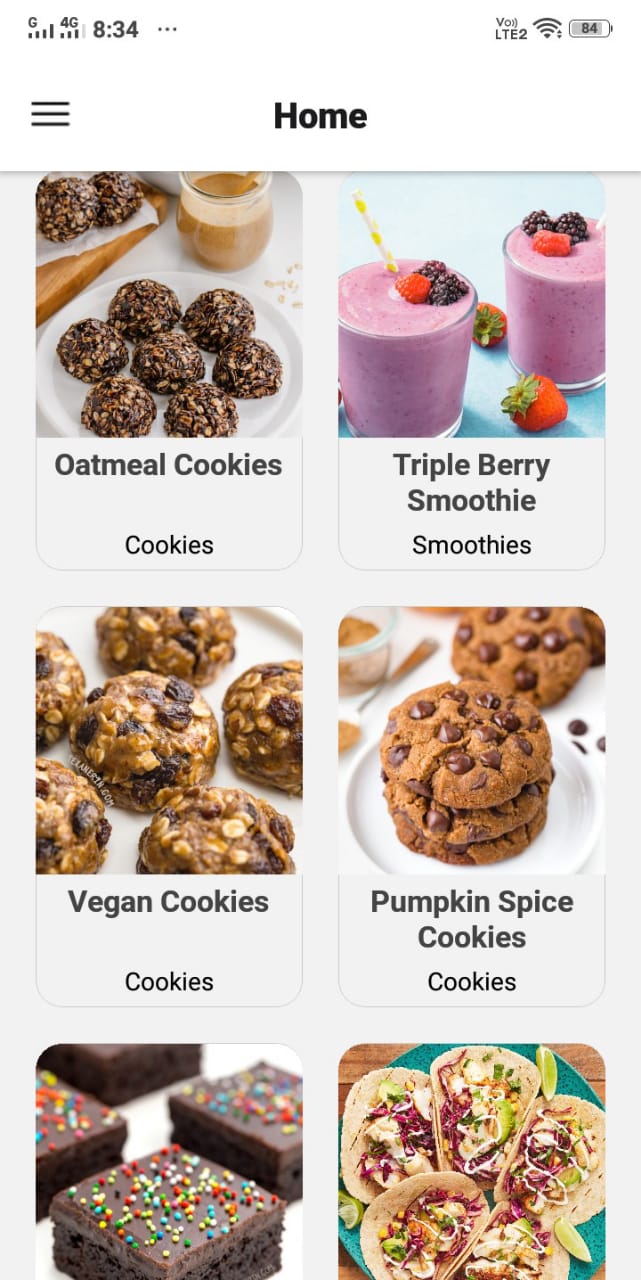 G 4G 8:34 ... Vo)) LTE2 84
Home
Oatmeal Cookies
Cookies
Triple Berry
Smoothie
Smoothies
Vegan Cookies
Cookies
Pumpkin Spice
Cookies
Cookies